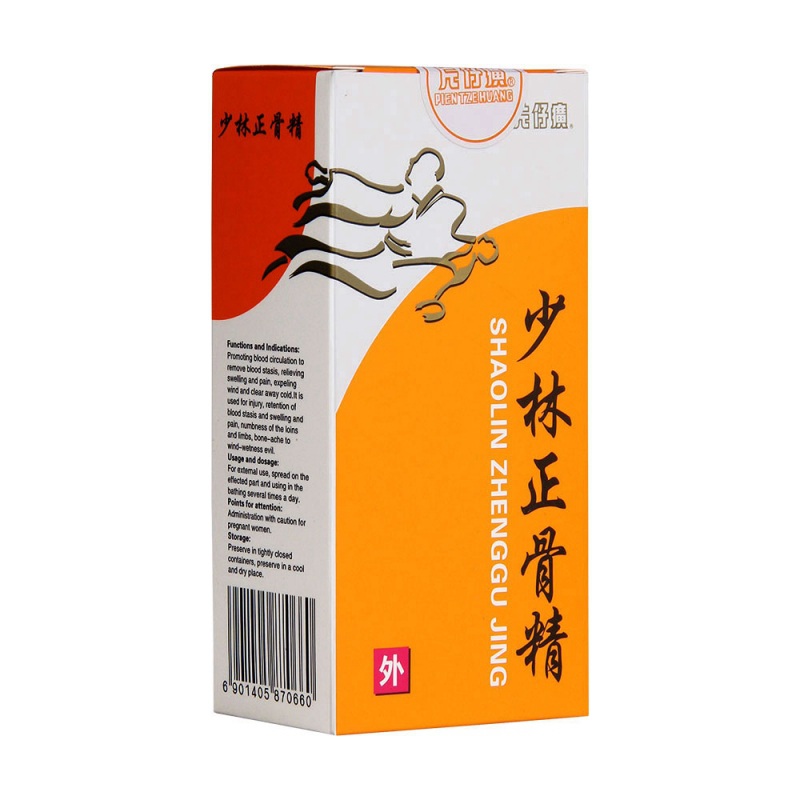 少林正骨精
片仔癀®
PIEN TZE HUANG
片仔癀®
少林正骨精
SHAOLIN ZHENGGU JING
外
Functions and Indications:
Promoting blood circulation to
remove blood stasis, relieving
swelling and pain, expeling
wind and clear away cold.It is
used for injury, retention of
blood stasis and swelling and
pain, numbness of the loins
and limbs, bone-ache to
wind-wetness evil.
Usage and dosage:
For external use, spread on the
effected part and using in the
bathing several times a day.
Points for attention:
Administration with caution for
pregnant women.
Storage:
Preserve in tightly closed
containers, preserve in a cool
and dry place.
6 901405 870660